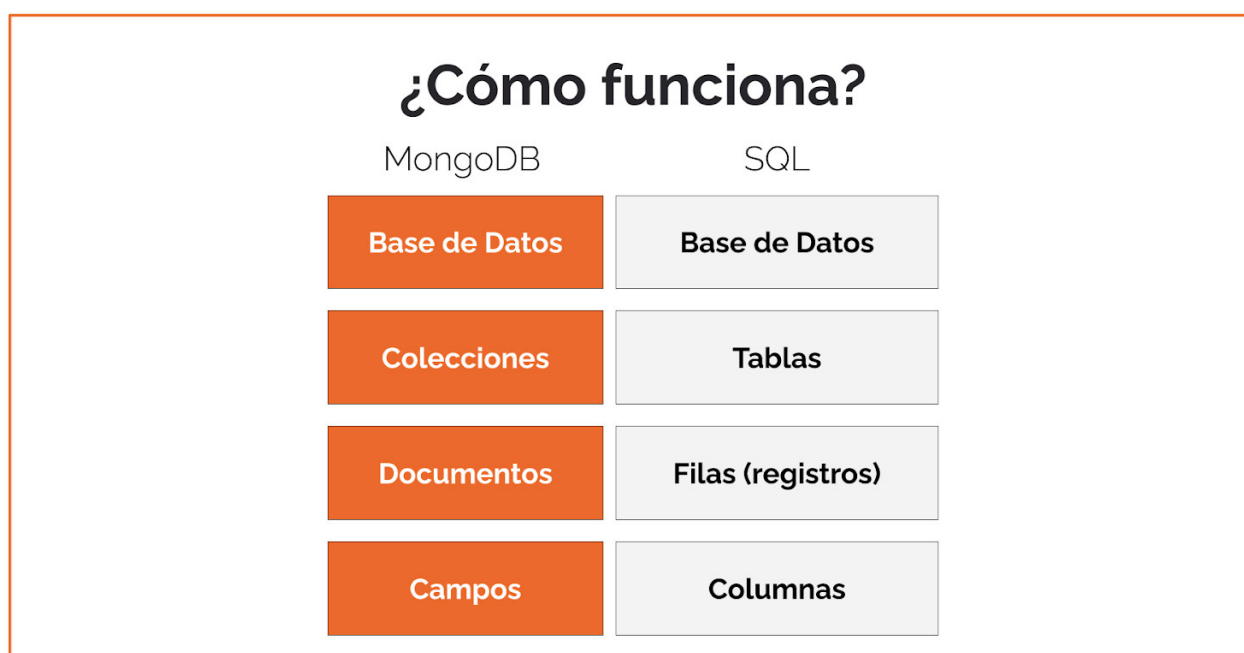 ¿Cómo funciona?
MongoDB SQL
Base de Datos Base de Datos
Colecciones Tablas
Documentos Filas (registros)
Campos Columnas